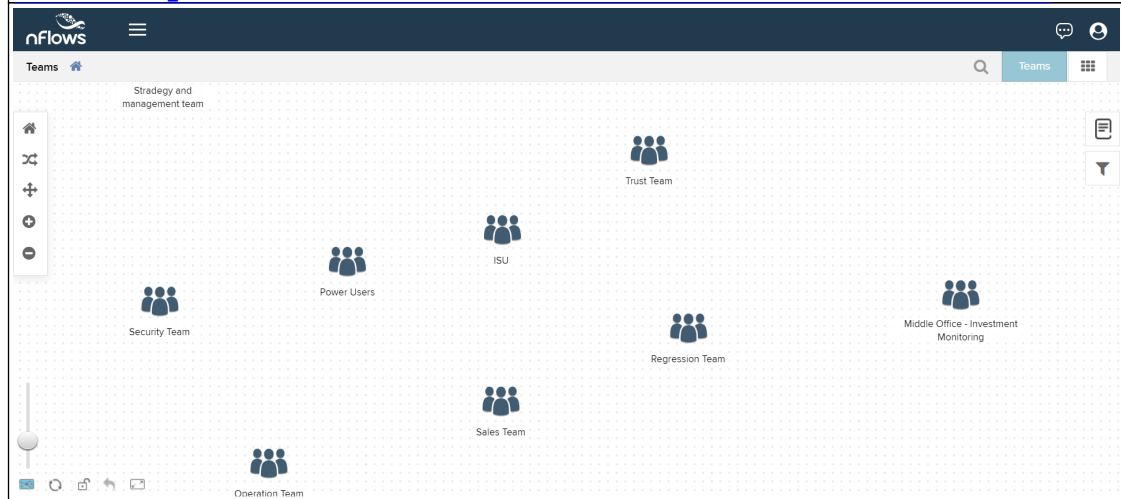 nFlows
Teams
Teams
Stradegy and
management team
Trust Team
ISU
Power Users
Security Team
Middle Office - Investment
Monitoring
Regression Team
Sales Team
Operation Team